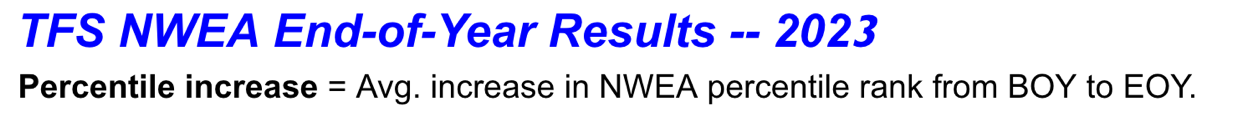 TFS NWEA End-of-Year Results -- 2023
Percentile increase = Avg. increase in NWEA percentile rank from BOY to EOY.